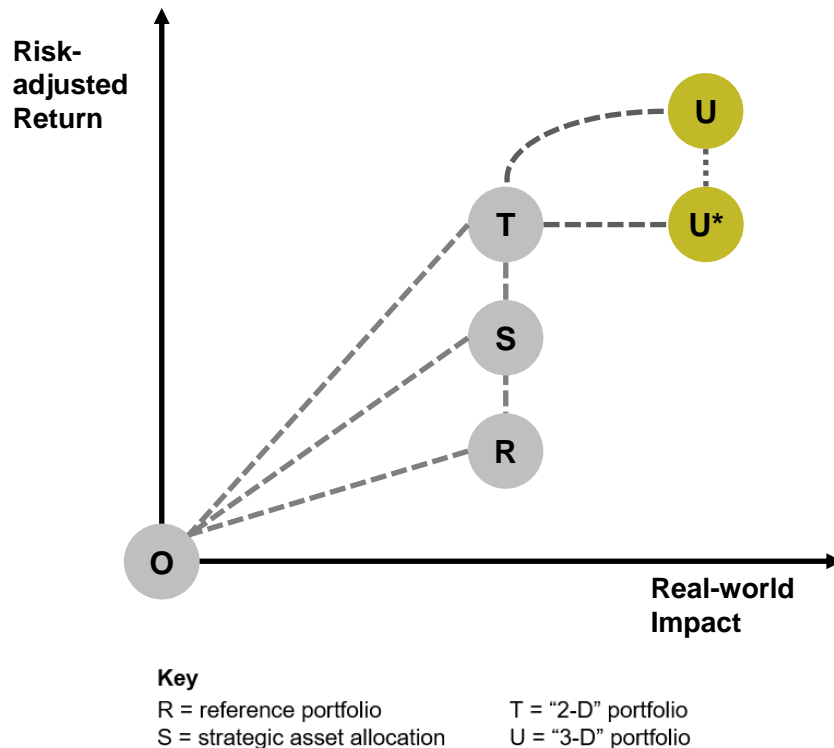 Risk-
adjusted
Return
U
T
U*
S
R
O
Real-world
Impact
Key
R = reference portfolio
T = “2-D” portfolio
S = strategic asset allocation
U = “3-D” portfolio